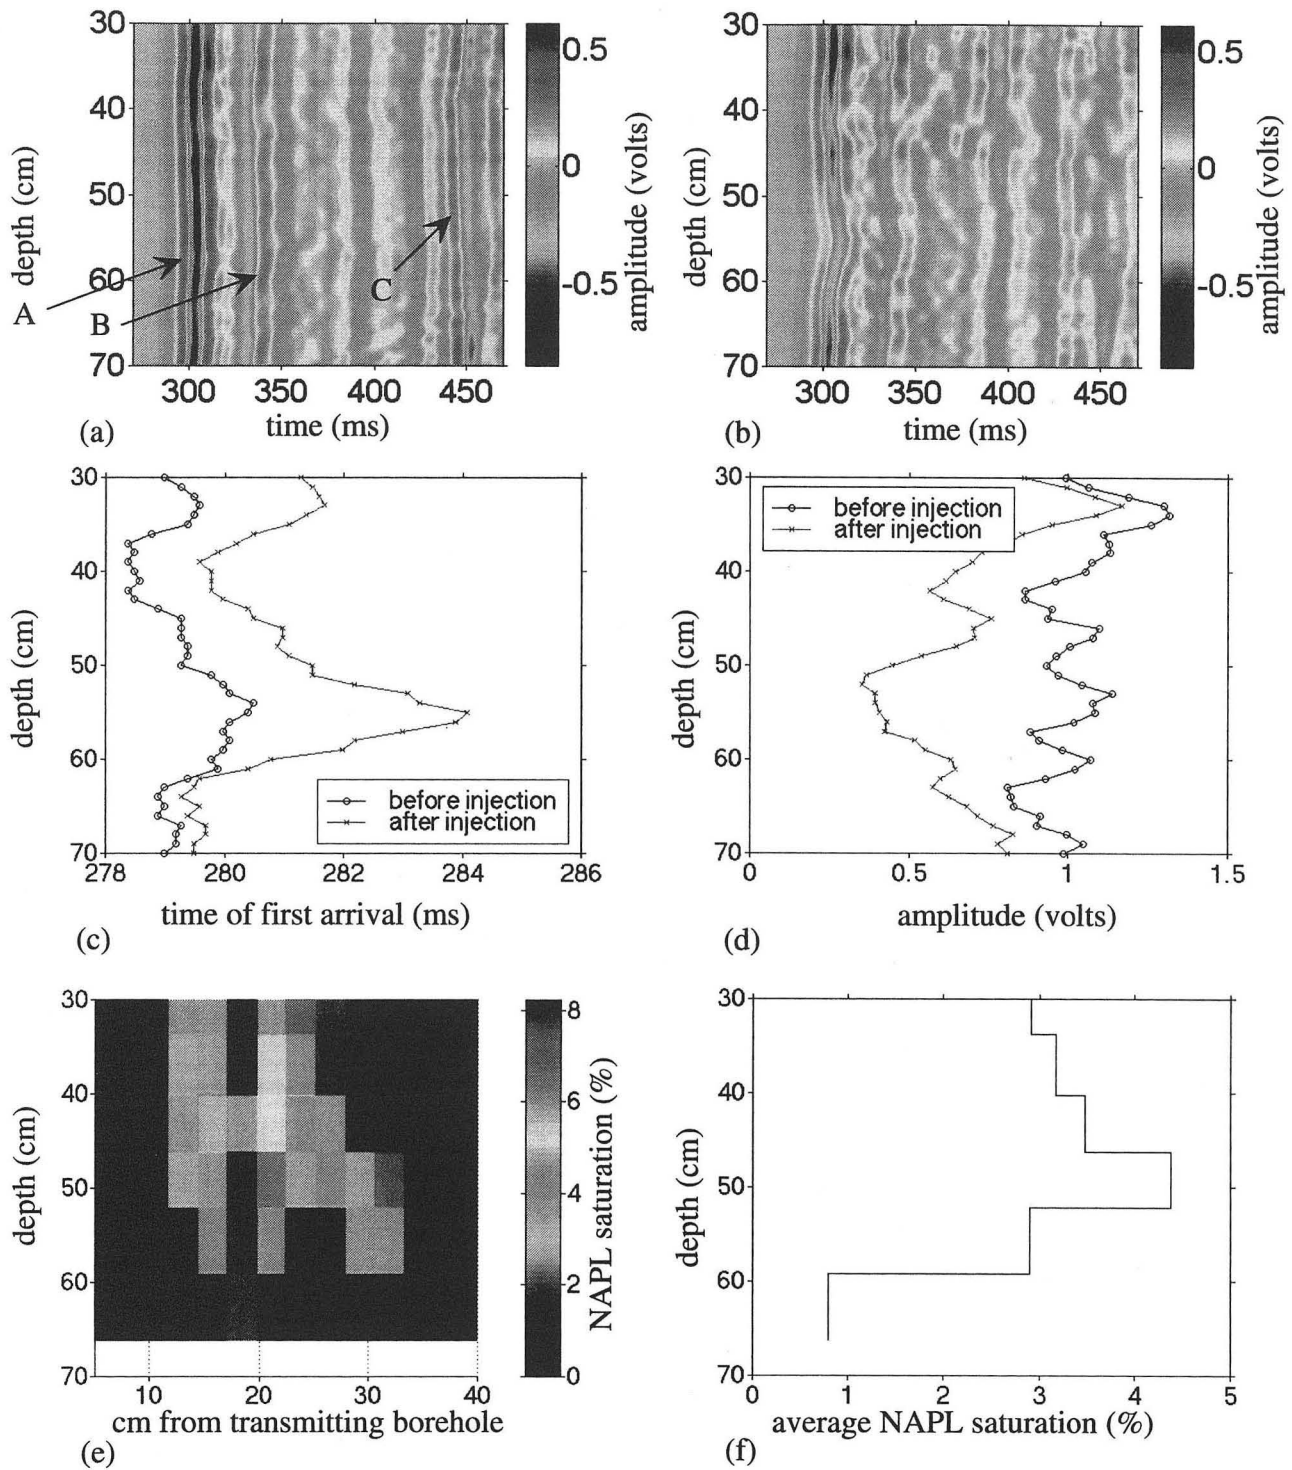 30
40
50
60
70
depth (cm)
300
350
400
450
time (ms)
0.5
0
-0.5
amplitude (volts)
A
B
C
(a)
30
40
50
60
70
depth (cm)
300
350
400
450
time (ms)
0.5
0
-0.5
amplitude (volts)
(b)
30
40
50
60
70
depth (cm)
before injection
after injection
278
280
282
284
286
time of first arrival (ms)
(c)
30
40
50
60
70
depth (cm)
before injection
after injection
0
0.5
1
1.5
amplitude (volts)
(d)
30
40
50
60
70
depth (cm)
10
20
30
40
cm from transmitting borehole
8
6
4
2
0
NAPL saturation (%)
(e)
30
40
50
60
70
depth (cm)
0
1
2
3
4
5
average NAPL saturation (%)
(f)